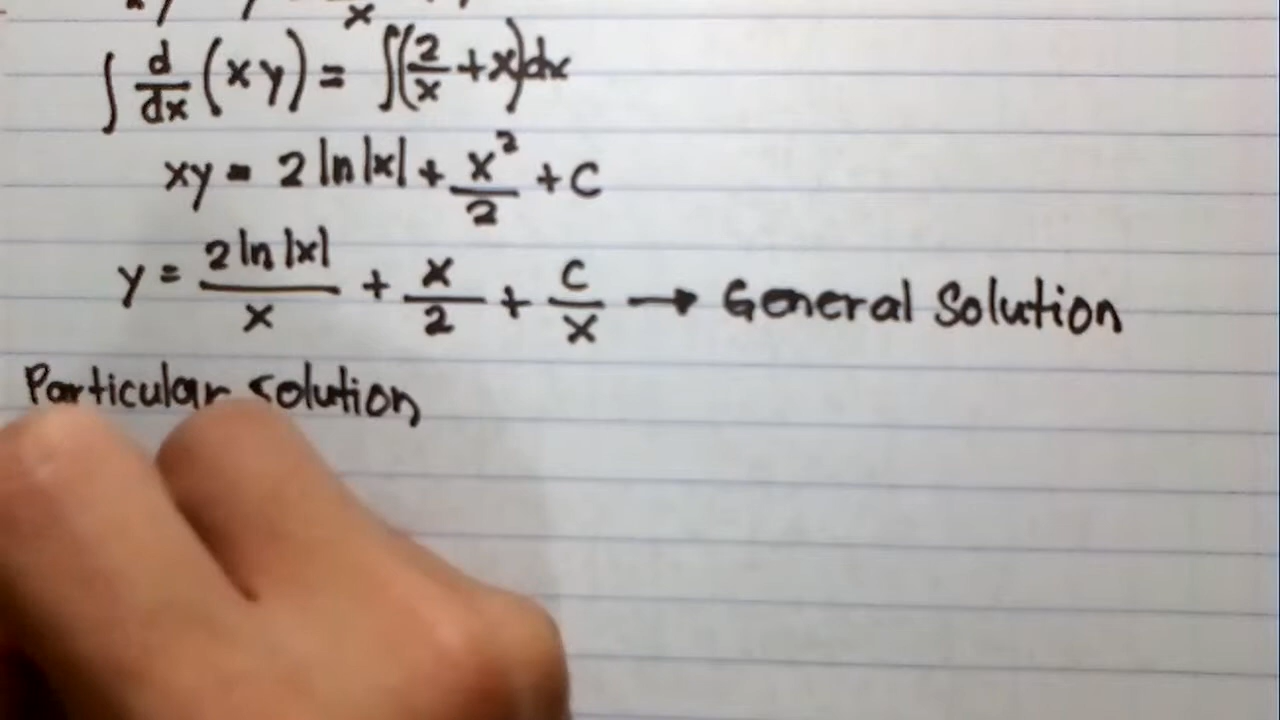 ∫ d/dx (xy) = ∫(2/x + x)dx
xy = 2 ln|x| + x²/2 + C
y = 2 ln|x|/x + x/2 + C/x → General Solution
Particular Solution